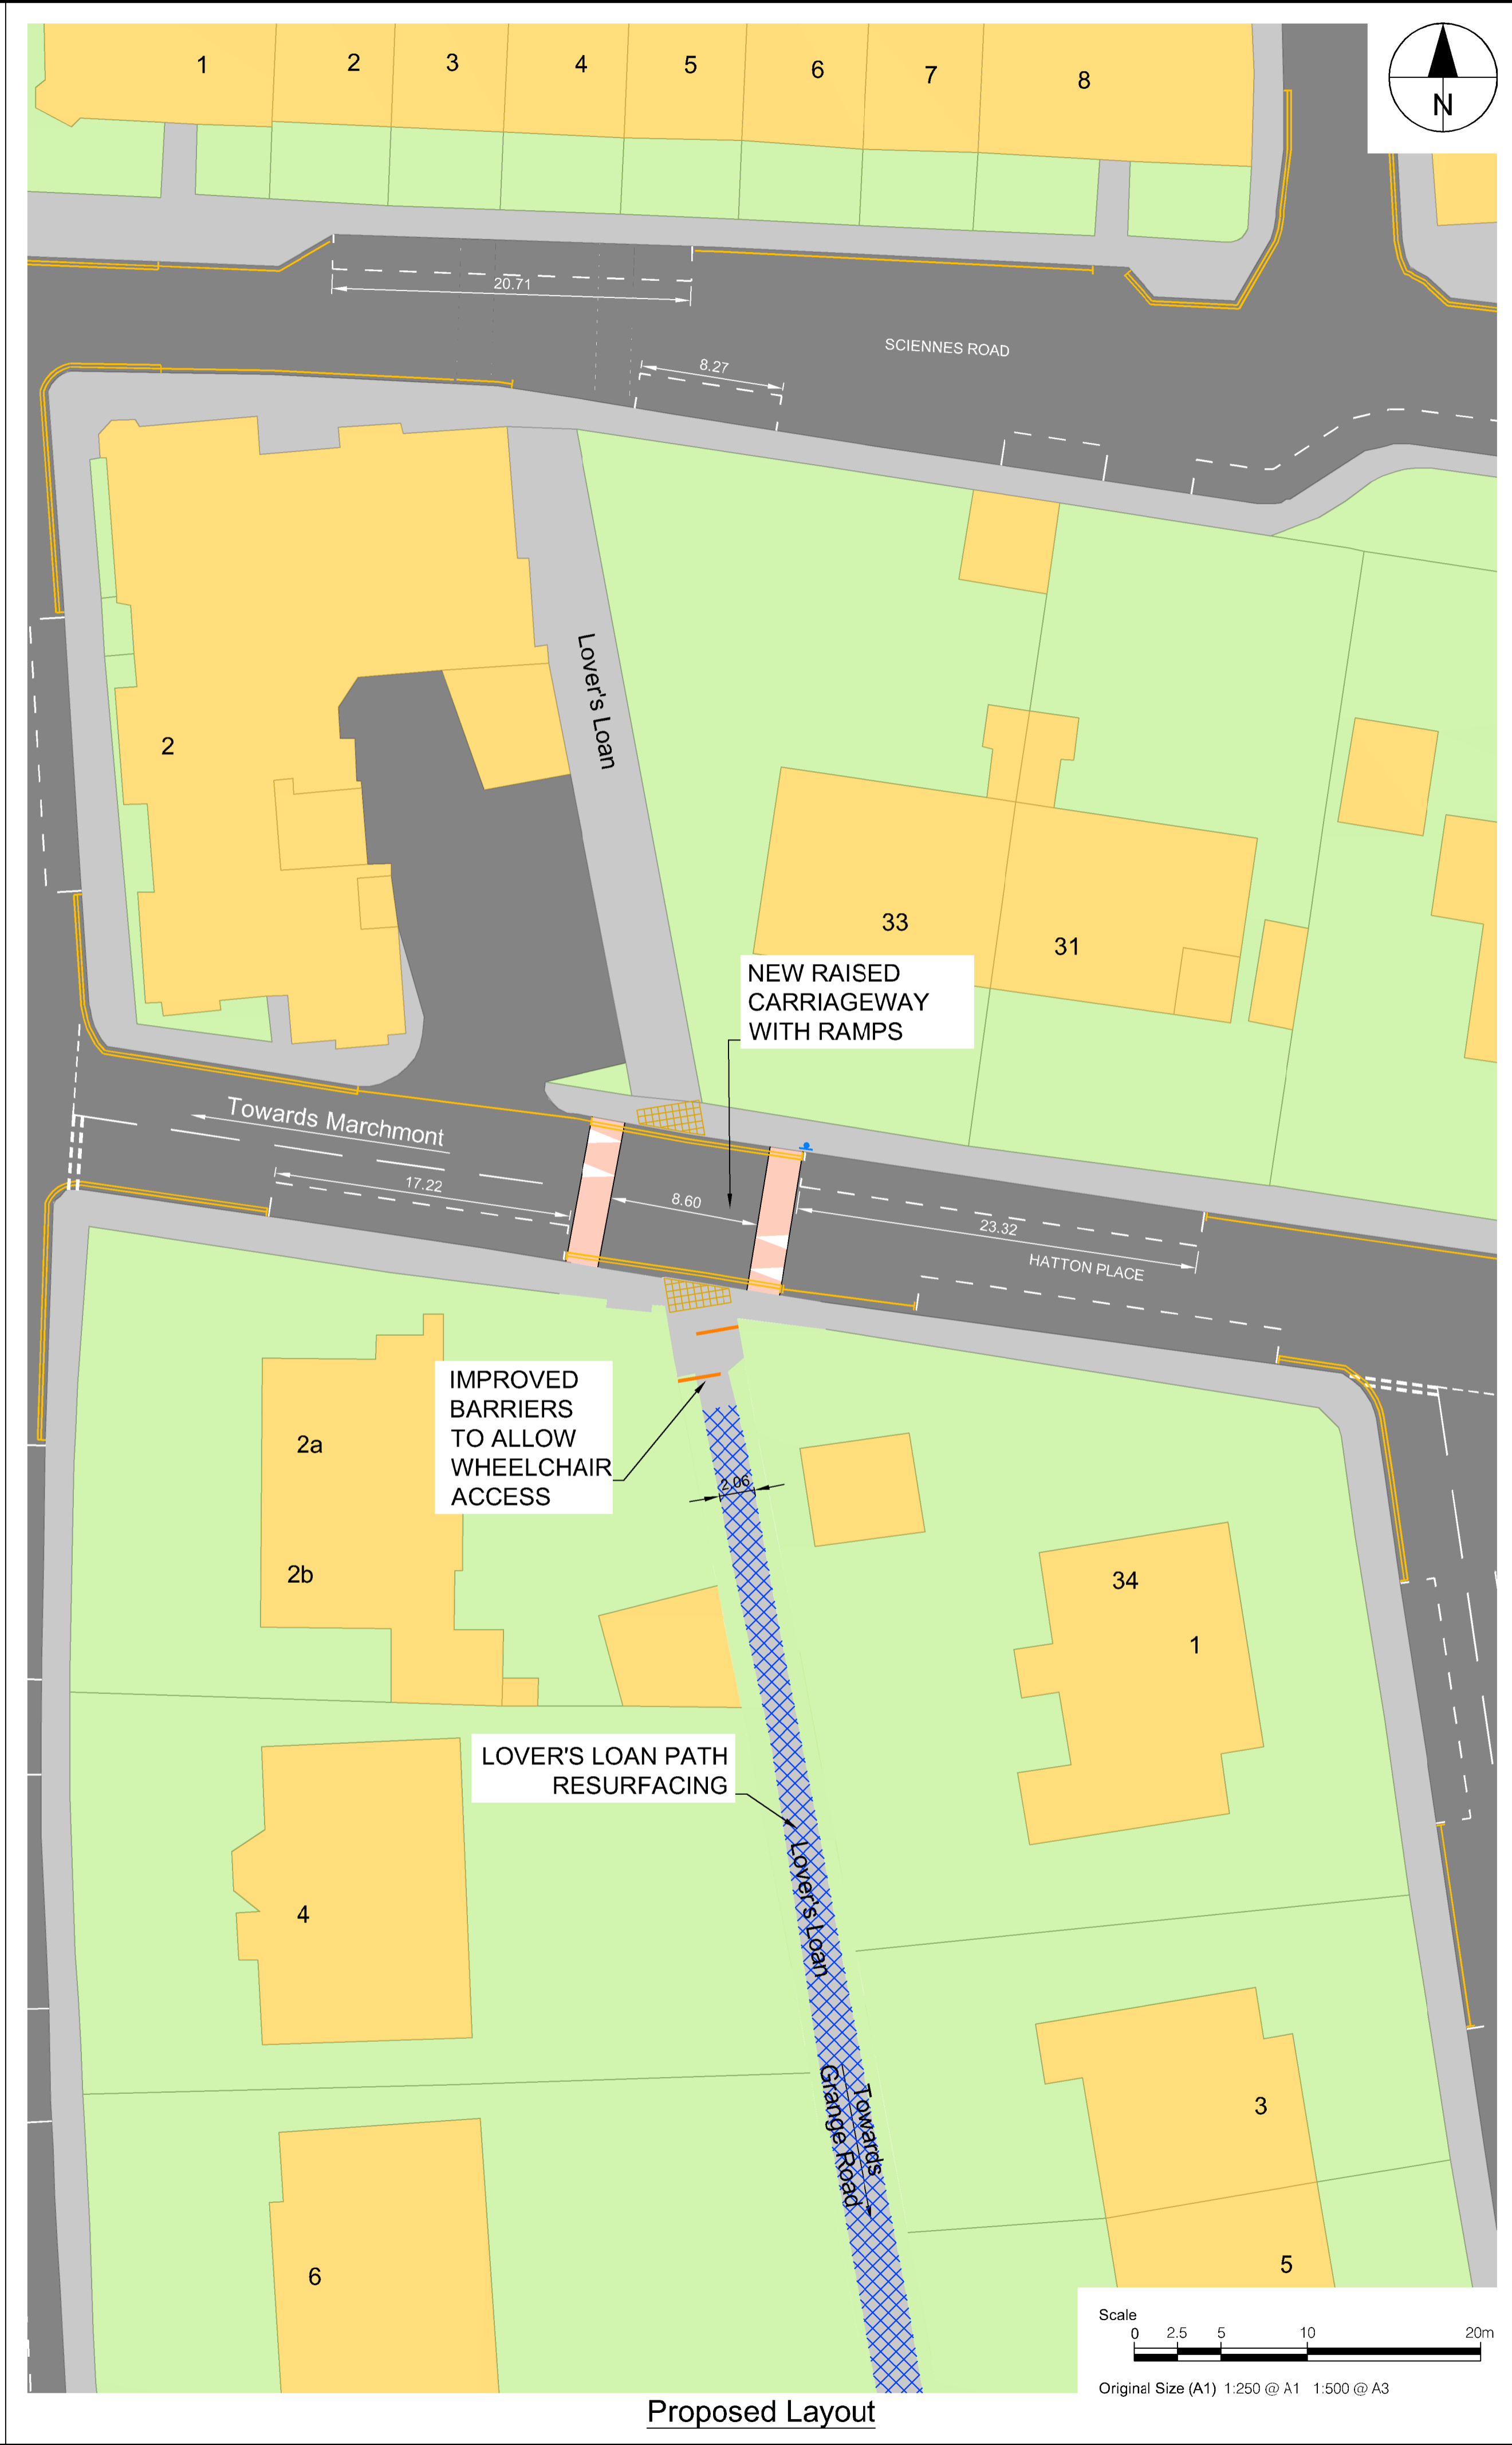 1
2
3
4
5
6
7
8
N
20.71
SCIENNES ROAD
8.27
Lover's Loan
2
33
31
NEW RAISED
CARRIAGEWAY
WITH RAMPS
Towards Marchmont
17.22
8.60
23.32
HATTON PLACE
IMPROVED
BARRIERS
TO ALLOW
WHEELCHAIR
ACCESS
2.06
2a
2b
34
1
LOVER'S LOAN PATH
RESURFACING
Lover's Loan
4
Towards
Grange Road
3
5
6
Scale
0 2.5 5 10 20m
Original Size (A1) 1:250 @ A1 1:500 @ A3
Proposed Layout